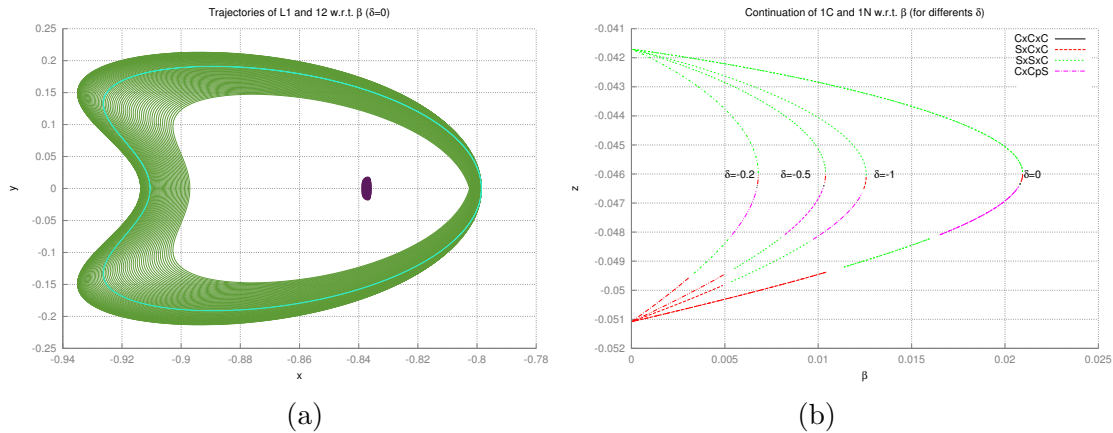 Trajectories of L1 and 12 w.r.t. β (δ=0)
0.25
0.2
0.15
0.1
0.05
0
-0.05
-0.1
-0.15
-0.2
-0.25
y
-0.94
-0.92
-0.9
-0.88
-0.86
-0.84
-0.82
-0.8
-0.78
x
(a)
Continuation of 1C and 1N w.r.t. β (for differents δ)
-0.041
-0.042
-0.043
-0.044
-0.045
-0.046
-0.047
-0.048
-0.049
-0.05
-0.051
-0.052
z
CxCxC
SxCxC
SxSxC
CxCpS
δ=-0.2
δ=-0.5
δ=-1
δ=0
0
0.005
0.01
0.015
0.02
0.025
β
(b)